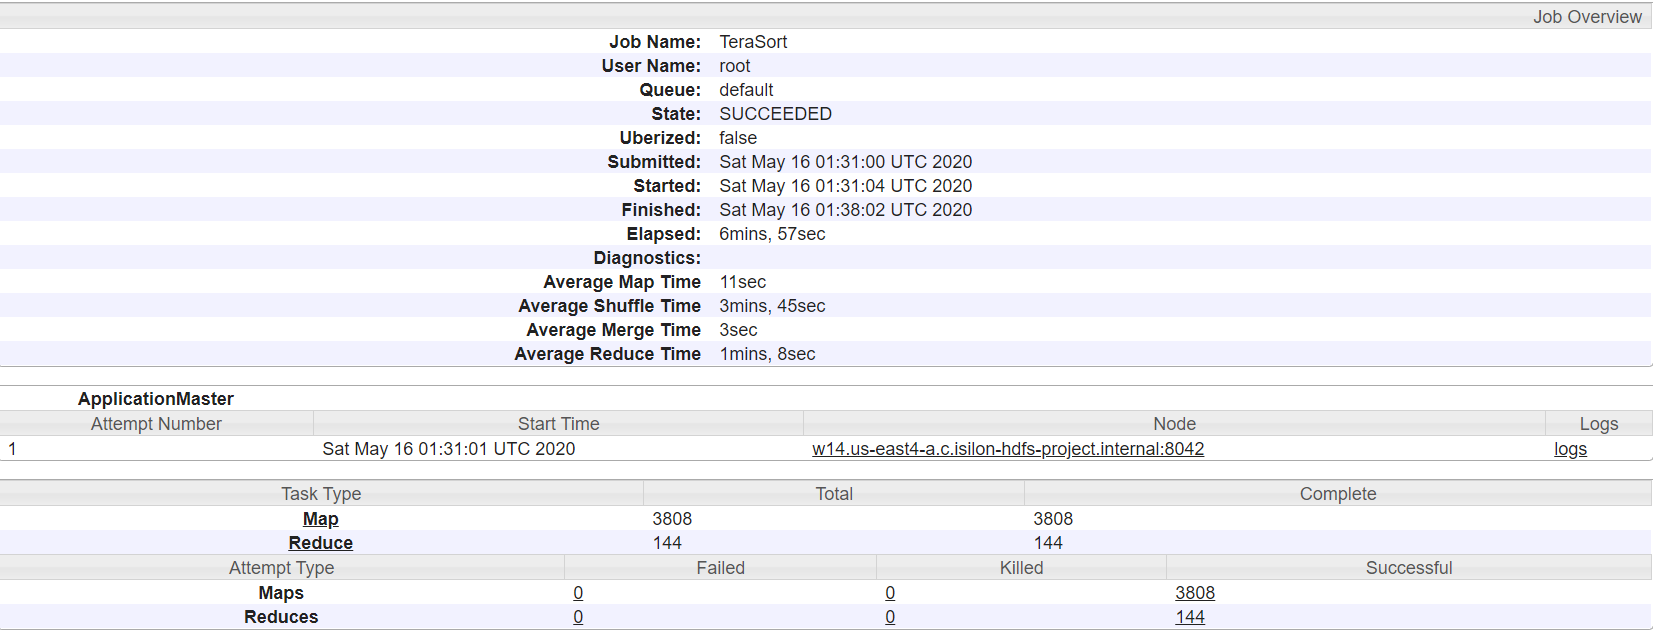 Job Overview
Job Name: TeraSort
User Name: root
Queue: default
State: SUCCEEDED
Uberized: false
Submitted: Sat May 16 01:31:00 UTC 2020
Started: Sat May 16 01:31:04 UTC 2020
Finished: Sat May 16 01:38:02 UTC 2020
Elapsed: 6mins, 57sec
Diagnostics:
Average Map Time 11sec
Average Shuffle Time 3mins, 45sec
Average Merge Time 3sec
Average Reduce Time 1mins, 8sec
ApplicationMaster
Attempt Number Start Time Node Logs
1 Sat May 16 01:31:01 UTC 2020 w14.us-east4-a.c.isilon-hdfs-project.internal:8042 logs
Task Type Total Complete
Map 3808 3808
Reduce 144 144
Attempt Type Failed Killed Successful
Maps 0 0 3808
Reduces 0 0 144